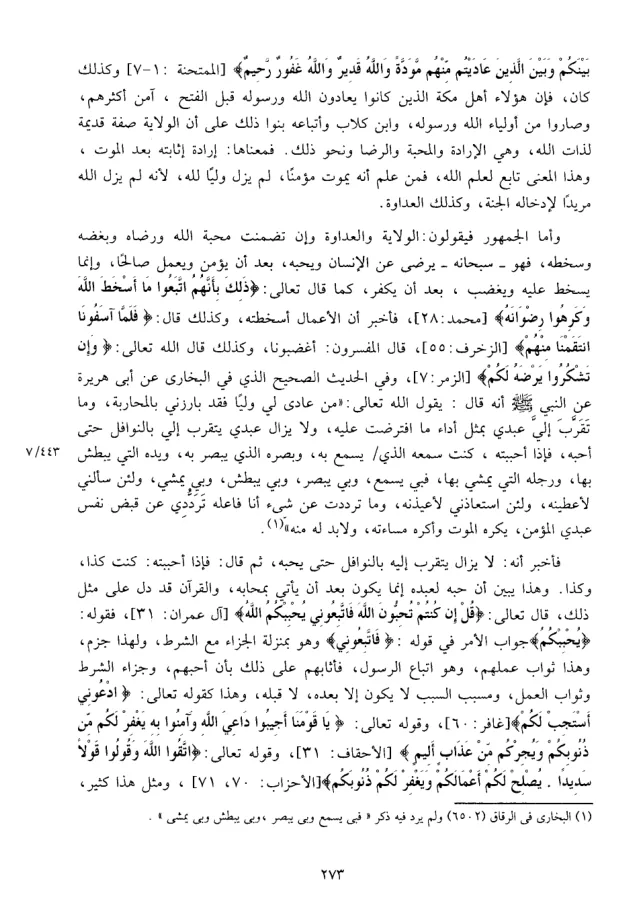 بَيْنَكُمْ وَبَيْنَ الَّذِينَ عَادَيْتُم مِّنْهُم مَّوَدَّةً وَاللَّهُ قَدِيرٌ وَاللَّهُ غَفُورٌ رَّحِيمٌ﴾ [الممتحنة :١-٧] وكذلك
كان، فإن هؤلاء أهل مكة الذين كانوا يعادون الله ورسوله قبل الفتح ، آمن أكثرهم،
وصاروا من أولياء الله ورسوله، وابن كلاب وأتباعه بنوا ذلك على أن الولاية صفة قديمة
لذات الله، وهي الإرادة والمحبة والرضا ونحو ذلك. فمعناها: إرادة إثابته بعد الموت ،
وهذا المعنى تابع لعلم الله، فمن علم أنه يموت مؤمنًا، لم يزل وليًا لله، لأنه لم يزل الله
مريدًا لإدخاله الجنة، وكذلك العداوة.
وأما الجمهور فيقولون:الولاية والعداوة وإن تضمنت محبة الله ورضاه وبغضه
وسخطه، فهو ـ سبحانه ـ يرضى عن الإنسان ويحبه، بعد أن يؤمن ويعمل صالحًا، وإنما
يسخط عليه ويغضب ، بعد أن يكفر، كما قال تعالى:﴿ذَلِكَ بِأَنَّهُمُ اتَّبَعُوا مَا أَسْخَطَ اللَّهَ
وَكَرِهُوا رِضْوَانَهُ﴾ [محمد:٢٨]، فأخبر أن الأعمال أسخطته، وكذلك قال:﴿ فَلَمَّا آسَفُونَا
انتَقَمْنَا مِنْهُمْ﴾ [الزخرف:٥٥]، قال المفسرون: أغضبونا، وكذلك قال الله تعالى:﴿ وَإِن
تَشْكُرُوا يَرْضَهُ لَكُمْ﴾ [الزمر:٧]، وفي الحديث الصحيح الذي في البخارى عن أبى هريرة
عن النبي ﷺ أنه قال : يقول الله تعالى:«من عادى لي وليًا فقد بارزني بالمحاربة، وما
تَقَرَّبَ إليَّ عبدي بمثل أداء ما افترضت عليه، ولا يزال عبدي يتقرب إلي بالنوافل حتى
أحبه، فإذا أحببته ، كنت سمعه الذي/ يسمع به، وبصره الذي يبصر به، ويده التي يبطش
٧/٤٤٣
بها، ورجله التي يمشي بها، فبي يسمع، وبي يبصر، وبي يبطش، وبي يمشي، ولئن سألني
لأعطينه، ولئن استعاذني لأعيذنه، وما ترددت عن شىء أنا فاعله تَرَدُّدي عن قبض نفس
عبدي المؤمن، يكره الموت وأكره مساءته، ولابد له منه»(١).
فأخبر أنه: لا يزال يتقرب إليه بالنوافل حتى يحبه، ثم قال: فإذا أحببته: كنت كذا،
وكذا. وهذا يبين أن حبه لعبده إنما يكون بعد أن يأتي بمحابه، والقرآن قد دل على مثل
ذلك، قال تعالى:﴿قُلْ إِن كُنتُمْ تُحِبُّونَ اللَّهَ فَاتَّبِعُونِي يُحْبِبْكُمُ اللَّهُ﴾ [آل عمران: ٣١]، فقوله:
﴿يُحْبِبْكُمُ﴾جواب الأمر في قوله :﴿ فَاتَّبِعُونِي﴾ وهو بمنزلة الجزاء مع الشرط، ولهذا جزم،
وهذا ثواب عملهم، وهو اتباع الرسول، فأثابهم على ذلك بأن أحبهم، وجزاء الشرط
وثواب العمل، ومسبب السبب لا يكون إلا بعده، لا قبله، وهذا كقوله تعالى: ﴿ ادْعُونِي
أَسْتَجِبْ لَكُمْ﴾[غافر:٦٠]، وقوله تعالى: ﴿ يَا قَوْمَنَا أَجِيبُوا دَاعِيَ اللَّهِ وَآمِنُوا بِهِ يَغْفِرْ لَكُم مِّن
ذُنُوبِكُمْ وَيُجِرْكُم مِّنْ عَذَابٍ أَلِيمٍ ﴾ [الأحقاف: ٣١]، وقوله تعالى:﴿اتَّقُوا اللَّهَ وَقُولُوا قَوْلاً
سَدِيدًا . يُصْلِحْ لَكُمْ أَعْمَالَكُمْ وَيَغْفِرْ لَكُمْ ذُنُوبَكُمْ﴾[الأحزاب: ٧٠، ٧١] ، ومثل هذا كثير،
(١) البخارى فى الرقاق (٦٥٠٢) ولم يرد فيه ذكر « فبى يسمع وبى يبصر ،وبى يبطش وبى يمشى » .
٢٧٣